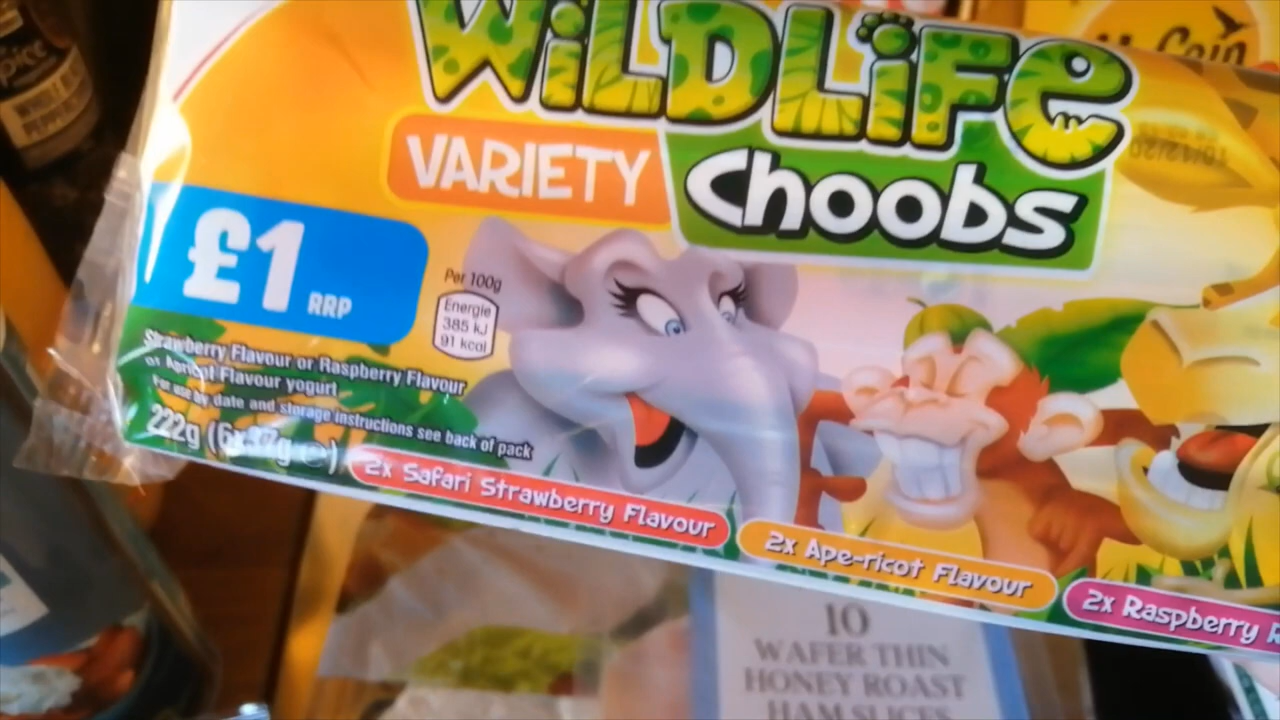 WiLDLiFe
VARIETY Choobs
£1 RRP
Per 100g
Energie
385 kJ
91 kcal
Strawberry Flavour or Raspberry Flavour
or Apricot Flavour yogurt
For use by date and storage instructions see back of pack
222g (6x37g e)
2x Safari Strawberry Flavour
2x Ape-ricot Flavour
2x Raspberry
McCain
10
WAFER THIN
HONEY ROAST
HAM SLICES